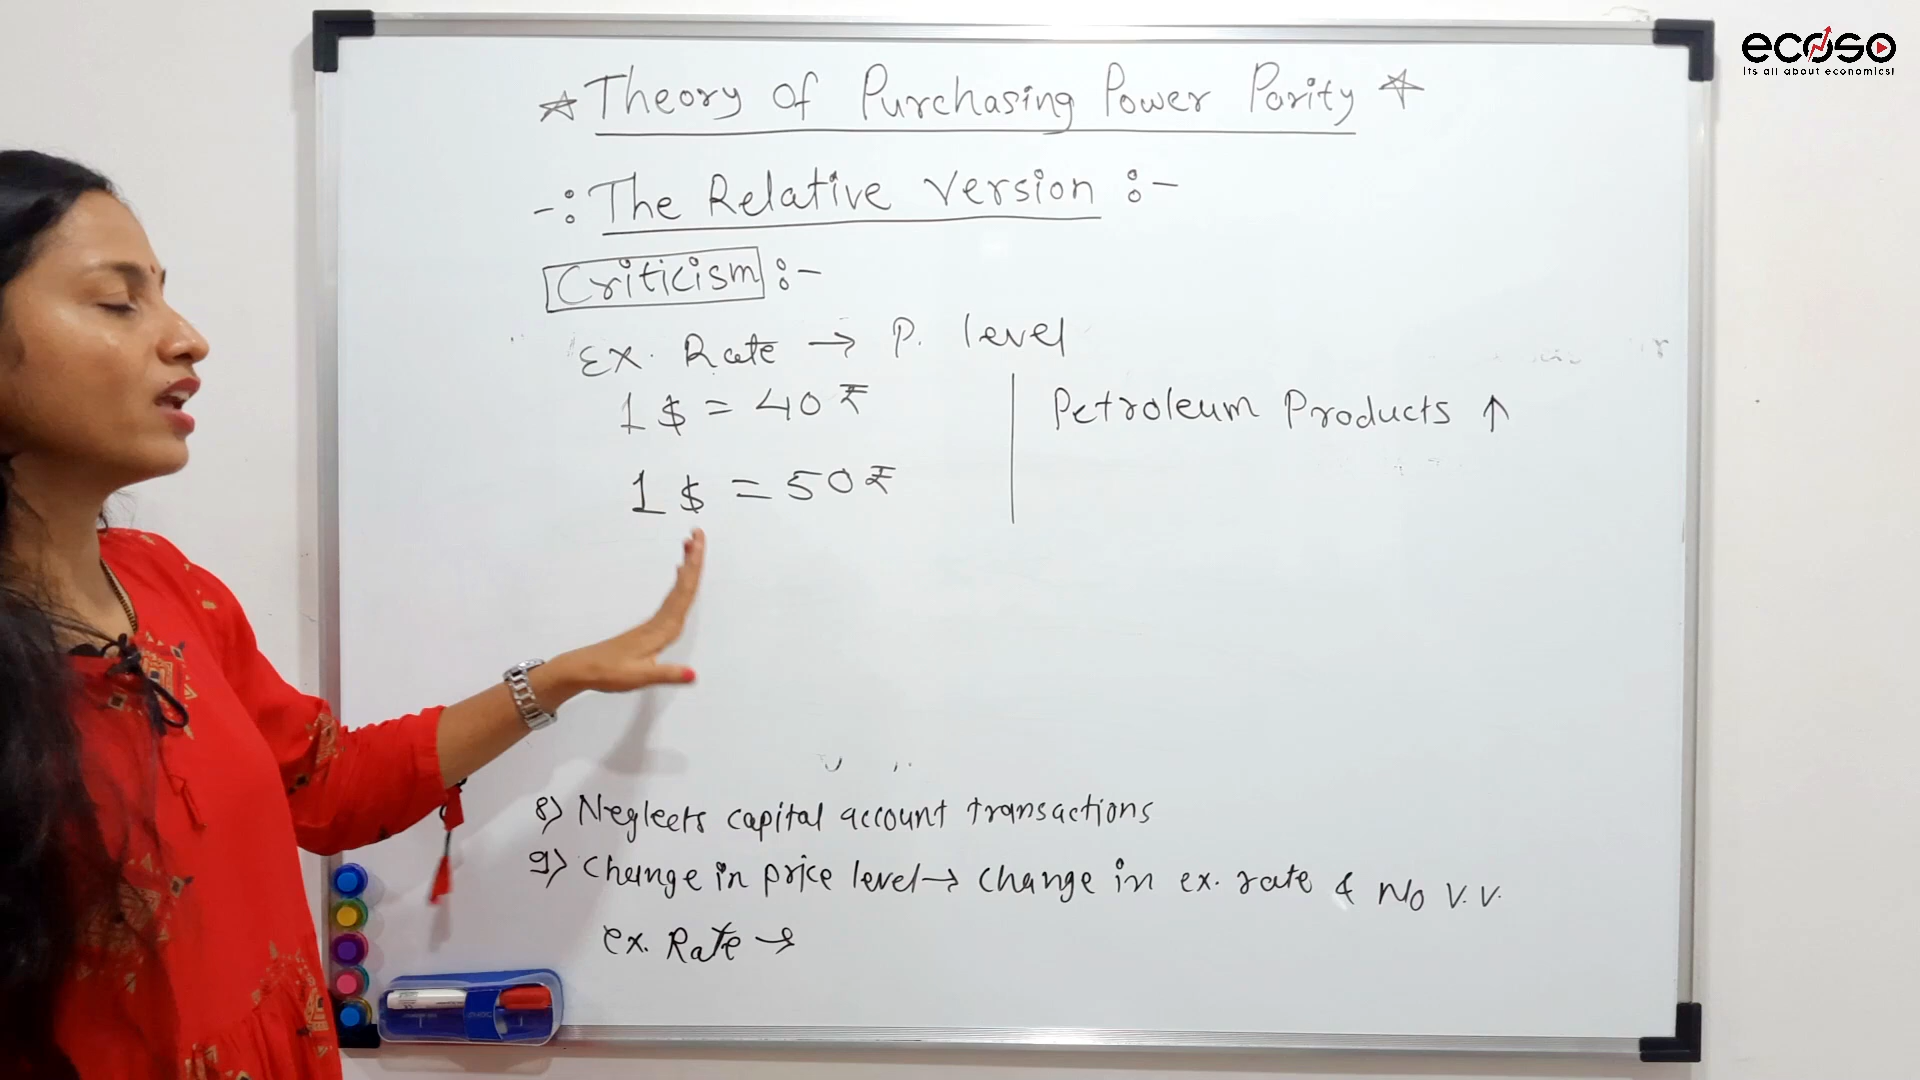 ecoso
Its all about economics!
☆ Theory Of Purchasing Power Parity ☆
-: The Relative version :-
Criticism :-
Ex. Rate → P. level
1 $ = 40 ₹
Petroleum Products ↑
1 $ = 50 ₹
8) Neglects capital account transactions
9) Change in price level → change in ex. rate & No V.V.
ex. Rate →